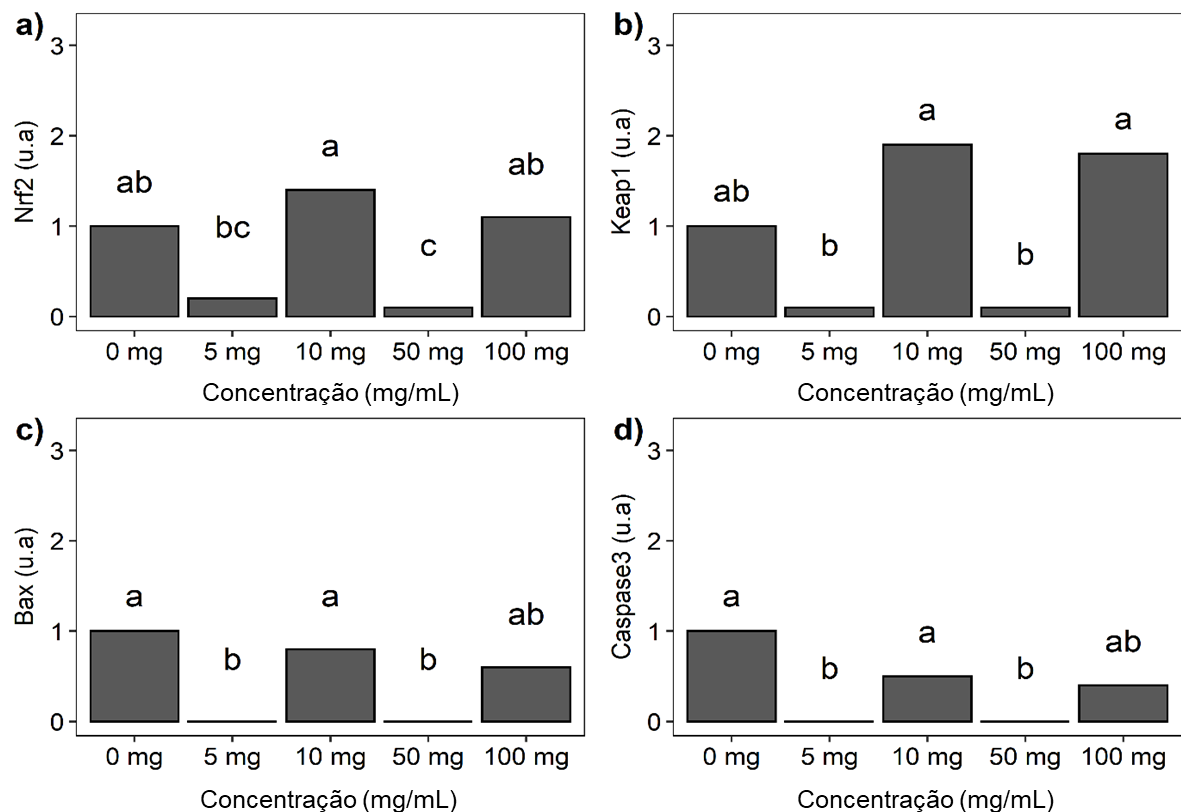 a)
Nrf2 (u.a)
3
2
1
0
ab
bc
a
c
ab
0 mg 5 mg 10 mg 50 mg 100 mg
Concentração (mg/mL)
b)
Keap1 (u.a)
3
2
1
0
ab
b
a
b
a
0 mg 5 mg 10 mg 50 mg 100 mg
Concentração (mg/mL)
c)
Bax (u.a)
3
2
1
0
a
b
a
b
ab
0 mg 5 mg 10 mg 50 mg 100 mg
Concentração (mg/mL)
d)
Caspase3 (u.a)
3
2
1
0
a
b
a
b
ab
0 mg 5 mg 10 mg 50 mg 100 mg
Concentração (mg/mL)